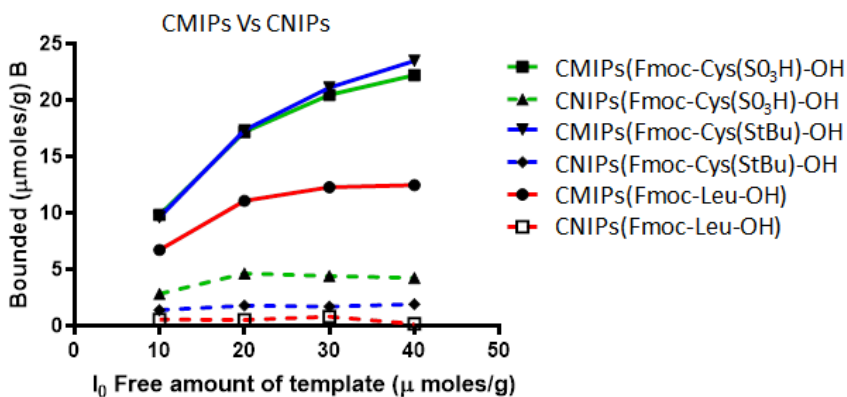 CMIPs Vs CNIPs
Bounded (μmoles/g) B
25
20
15
10
5
0
0 10 20 30 40 50
I₀ Free amount of template (μ moles/g)
CMIPs(Fmoc-Cys(S0₃H)-OH
CNIPs(Fmoc-Cys(S0₃H)-OH
CMIPs(Fmoc-Cys(StBu)-OH
CNIPs(Fmoc-Cys(StBu)-OH
CMIPs(Fmoc-Leu-OH)
CNIPs(Fmoc-Leu-OH)